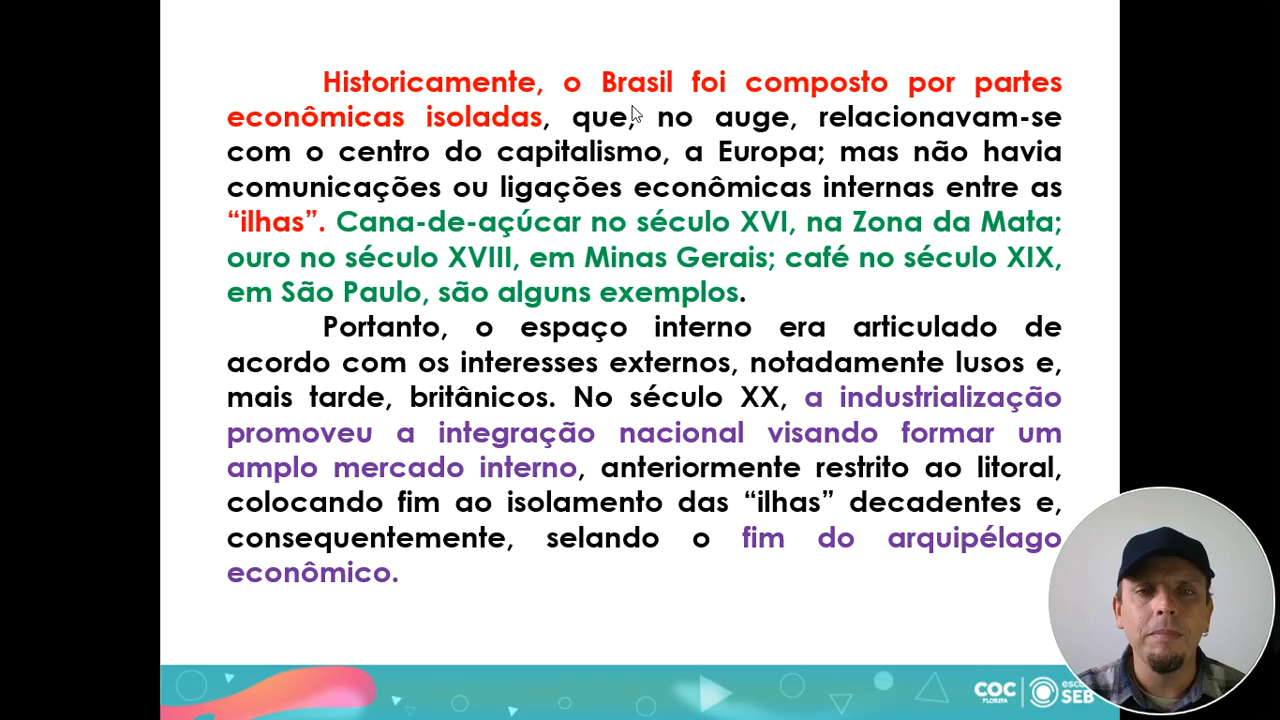 Historicamente, o Brasil foi composto por partes
econômicas isoladas, que, no auge, relacionavam-se
com o centro do capitalismo, a Europa; mas não havia
comunicações ou ligações econômicas internas entre as
“ilhas”. Cana-de-açúcar no século XVI, na Zona da Mata;
ouro no século XVIII, em Minas Gerais; café no século XIX,
em São Paulo, são alguns exemplos.
Portanto, o espaço interno era articulado de
acordo com os interesses externos, notadamente lusos e,
mais tarde, britânicos. No século XX, a industrialização
promoveu a integração nacional visando formar um
amplo mercado interno, anteriormente restrito ao litoral,
colocando fim ao isolamento das “ilhas” decadentes e,
consequentemente, selando o fim do arquipélago
econômico.
COC
FLORIPA
SEB